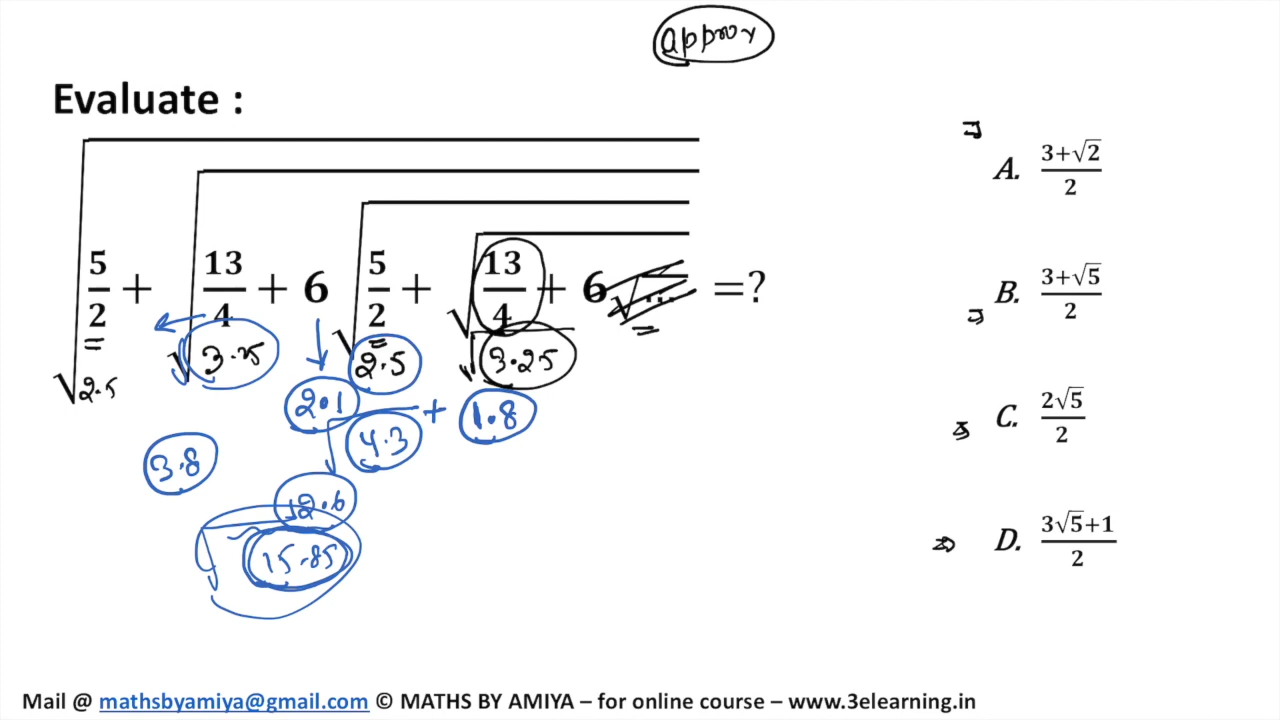 approx
Evaluate :
√(5/2 + √(13/4 + 6√(5/2 + √(13/4 + 6√...)))) =?
2.5
3.25
2.5
3.25
2.1
4.3 + 1.8
3.8
12.6
15.85
A. (3+√2)/2
B. (3+√5)/2
C. 2√5/2
D. (3√5+1)/2
Mail @ mathsbyamiya@gmail.com © MATHS BY AMIYA – for online course – www.3elearning.in